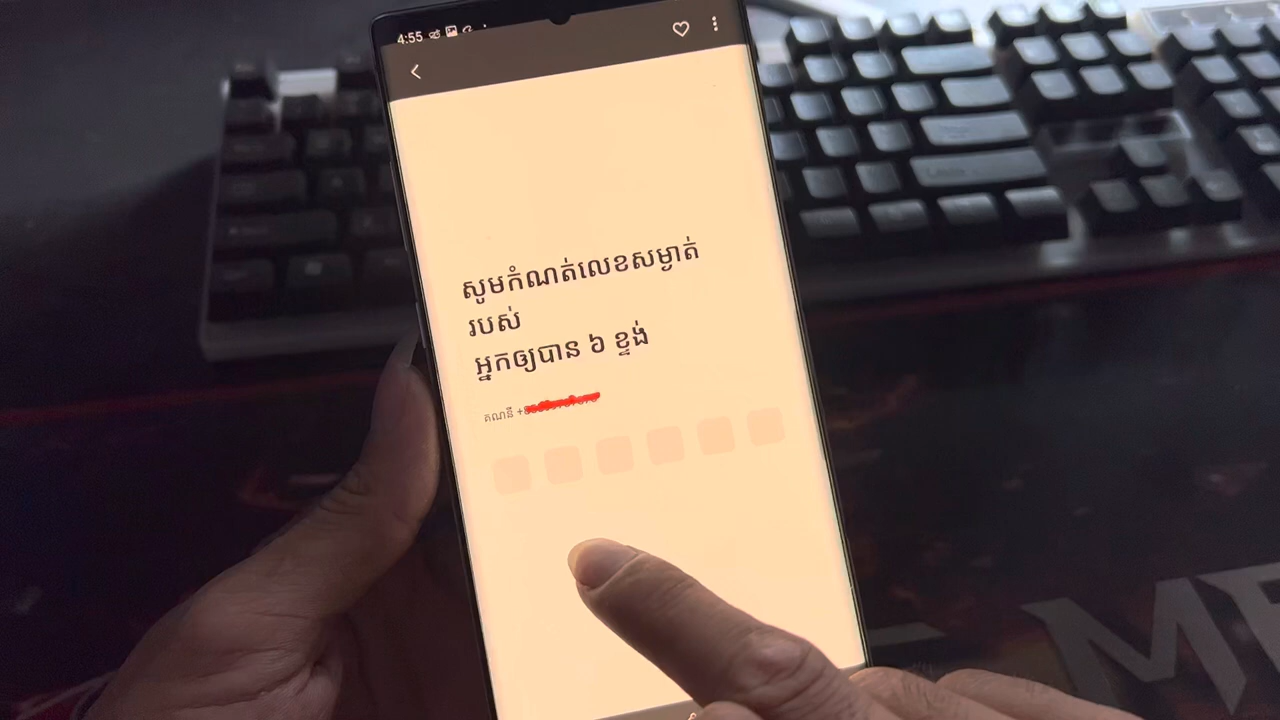 4:55
សូមកំណត់លេខសម្ងាត់
របស់
អ្នកឲ្យបាន ៦ ខ្ទង់
គណនី +